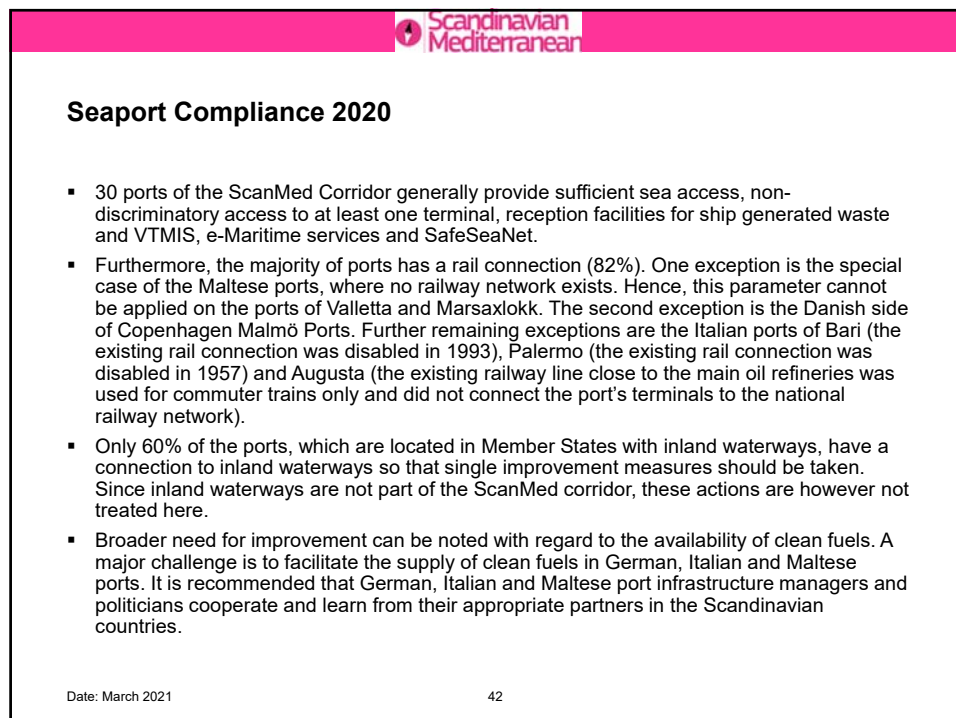 Scandinavian
Mediterranean
Seaport Compliance 2020
▪ 30 ports of the ScanMed Corridor generally provide sufficient sea access, non-
discriminatory access to at least one terminal, reception facilities for ship generated waste
and VTMIS, e-Maritime services and SafeSeaNet.
▪ Furthermore, the majority of ports has a rail connection (82%). One exception is the special
case of the Maltese ports, where no railway network exists. Hence, this parameter cannot
be applied on the ports of Valletta and Marsaxlokk. The second exception is the Danish side
of Copenhagen Malmö Ports. Further remaining exceptions are the Italian ports of Bari (the
existing rail connection was disabled in 1993), Palermo (the existing rail connection was
disabled in 1957) and Augusta (the existing railway line close to the main oil refineries was
used for commuter trains only and did not connect the port’s terminals to the national
railway network).
▪ Only 60% of the ports, which are located in Member States with inland waterways, have a
connection to inland waterways so that single improvement measures should be taken.
Since inland waterways are not part of the ScanMed corridor, these actions are however not
treated here.
▪ Broader need for improvement can be noted with regard to the availability of clean fuels. A
major challenge is to facilitate the supply of clean fuels in German, Italian and Maltese
ports. It is recommended that German, Italian and Maltese port infrastructure managers and
politicians cooperate and learn from their appropriate partners in the Scandinavian
countries.
Date: March 2021 42